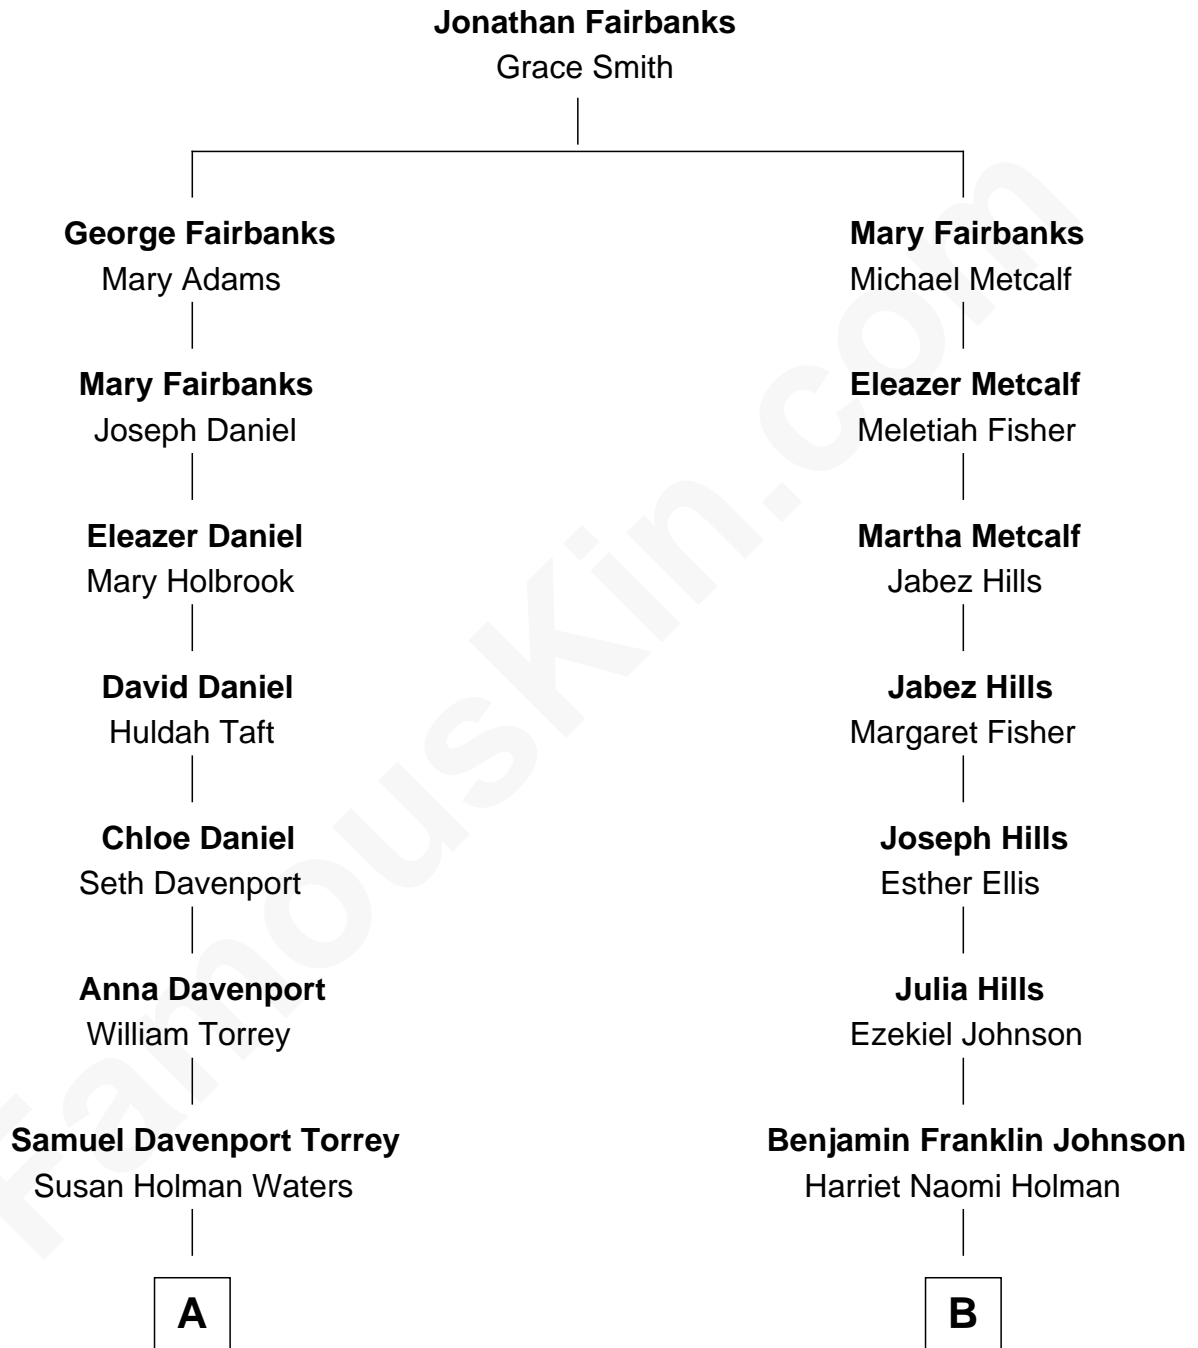 Jonathan Fairbanks
Grace Smith
George Fairbanks
Mary Adams
Mary Fairbanks
Joseph Daniel
Eleazer Daniel
Mary Holbrook
David Daniel
Huldah Taft
Chloe Daniel
Seth Davenport
Anna Davenport
William Torrey
Samuel Davenport Torrey
Susan Holman Waters
A
Mary Fairbanks
Michael Metcalf
Eleazer Metcalf
Meletiah Fisher
Martha Metcalf
Jabez Hills
Jabez Hills
Margaret Fisher
Joseph Hills
Esther Ellis
Julia Hills
Ezekiel Johnson
Benjamin Franklin Johnson
Harriet Naomi Holman
B
FamousKin.com